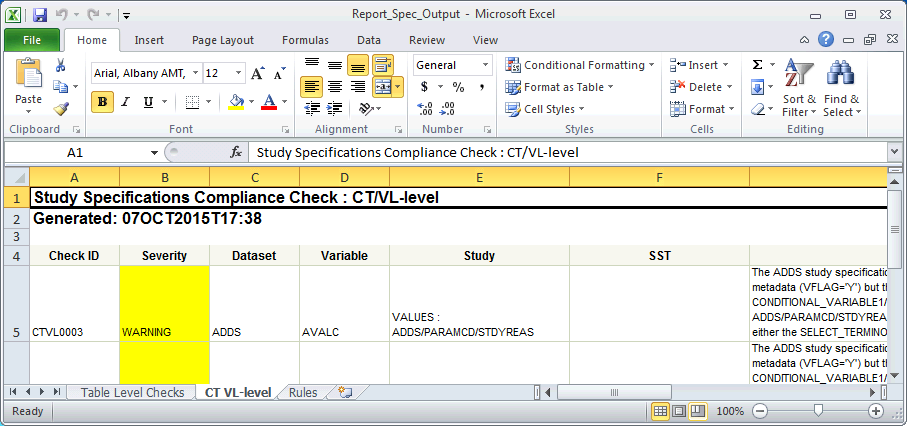 Report_Spec_Output - Microsoft Excel
File Home Insert Page Layout Formulas Data Review View
Paste
Clipboard
Arial, Albany AMT, 12
B I U
Font
Alignment
General
$ % ,
Number
Conditional Formatting
Format as Table
Cell Styles
Styles
Insert
Delete
Format
Cells
Σ
Sort & Filter
Find & Select
Editing
A1 fx Study Specifications Compliance Check : CT/VL-level
A B C D E F
1 Study Specifications Compliance Check : CT/VL-level
2 Generated: 07OCT2015T17:38
3
4 Check ID Severity Dataset Variable Study SST
The ADDS study specificatio
metadata (VFLAG='Y') but th
CONDITIONAL_VARIABLE1/
VALUES : ADDS/PARAMCD/STDYREA
5 CTVL0003 WARNING ADDS AVALC ADDS/PARAMCD/STDYREAS either the SELECT_TERMINO
The ADDS study specificatio
metadata (VFLAG='Y') but th
CONDITIONAL_VARIABLE1/
Table Level Checks CT VL-level Rules
Ready 100%